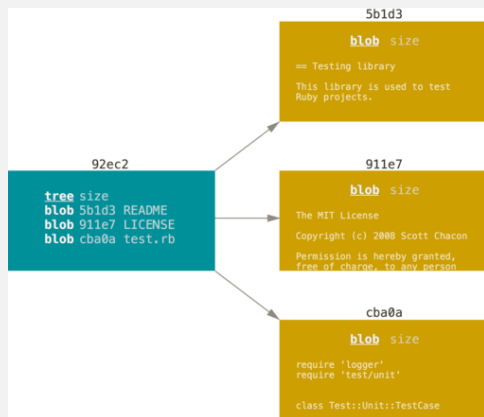 92ec2
tree size
blob 5b1d3 README
blob 911e7 LICENSE
blob cba0a test.rb
5b1d3
blob size
== Testing library
This library is used to test
Ruby projects.
911e7
blob size
The MIT License
Copyright (c) 2008 Scott Chacon
Permission is hereby granted,
free of charge, to any person
cba0a
blob size
require 'logger'
require 'test/unit'
class Test::Unit::TestCase